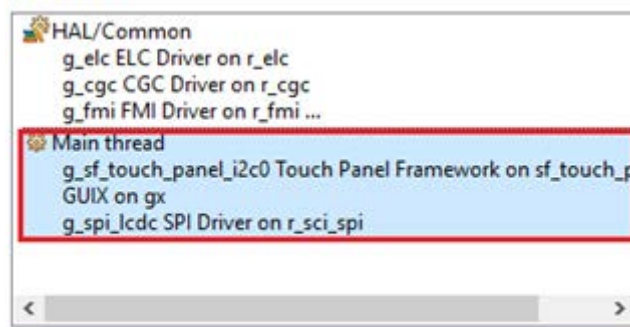 HAL/Common
g_elc ELC Driver on r_elc
g_cgc CGC Driver on r_cgc
g_fmi FMI Driver on r_fmi ...
Main thread
g_sf_touch_panel_i2c0 Touch Panel Framework on sf_touch_p
GUIX on gx
g_spi_lcdc SPI Driver on r_sci_spi